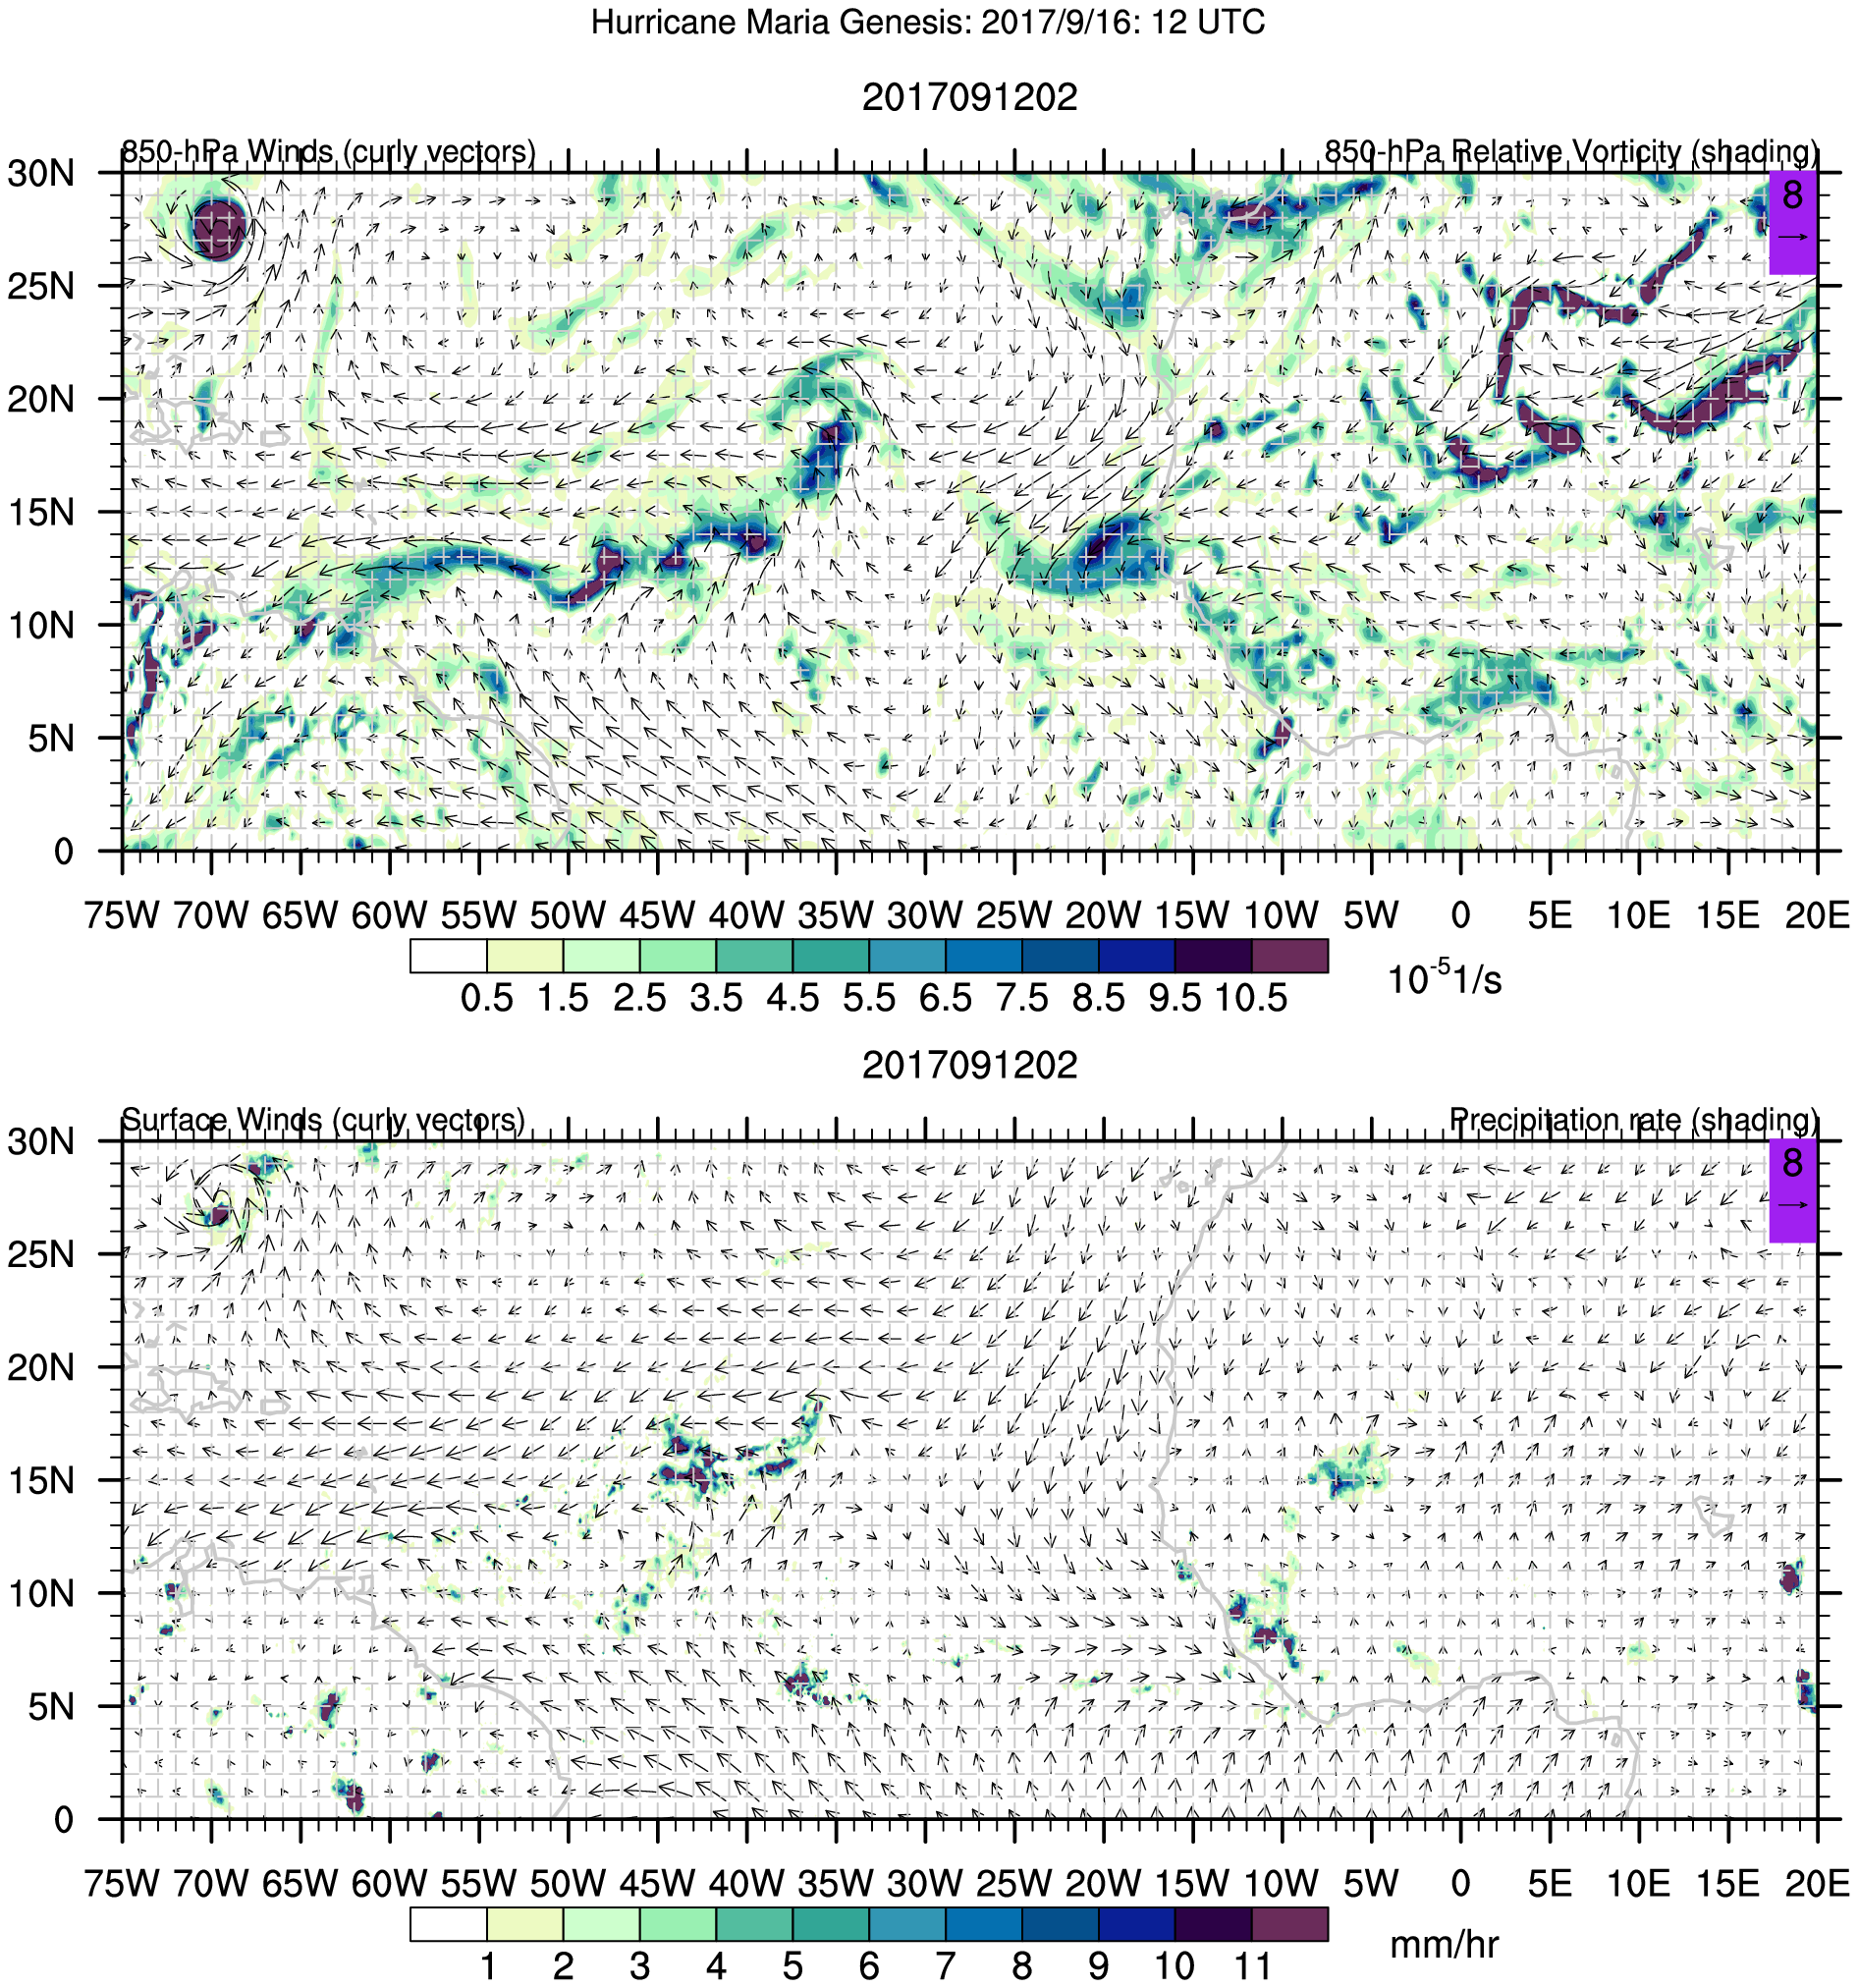 Hurricane Maria Genesis: 2017/9/16: 12 UTC
2017091202
850-hPa Winds (curly vectors) 850-hPa Relative Vorticity (shading)
30N
25N
20N
15N
10N
5N
0
8
75W 70W 65W 60W 55W 50W 45W 40W 35W 30W 25W 20W 15W 10W 5W 0 5E 10E 15E 20E
0.5 1.5 2.5 3.5 4.5 5.5 6.5 7.5 8.5 9.5 10.5
10⁻⁵1/s
2017091202
Surface Winds (curly vectors) Precipitation rate (shading)
30N
25N
20N
15N
10N
5N
0
8
75W 70W 65W 60W 55W 50W 45W 40W 35W 30W 25W 20W 15W 10W 5W 0 5E 10E 15E 20E
1 2 3 4 5 6 7 8 9 10 11
mm/hr